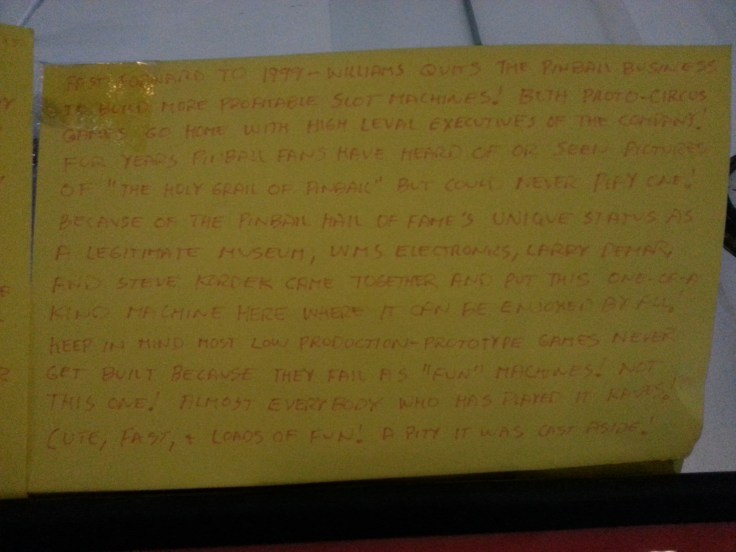 FAST FORWARD TO 1999 - WILLIAMS QUITS THE PINBALL BUSINESS
TO BUILD MORE PROFITABLE SLOT MACHINES! BOTH PROTO-CIRCUS
GAMES GO HOME WITH HIGH LEVAL EXECUTIVES OF THE COMPANY!
FOR YEARS PINBALL FANS HAVE HEARD OF OR SEEN PICTURES
OF "THE HOLY GRAIL OF PINBALL" BUT COULD NEVER PLAY ONE!
BECAUSE OF THE PINBALL HALL OF FAME'S UNIQUE STATUS AS
A LEGITIMATE MUSEUM, WMS ELECTRONICS, LARRY DEMAR,
AND STEVE KORDEK CAME TOGETHER AND PUT THIS ONE-OF-A
KIND MACHINE HERE WHERE IT CAN BE ENJOYED BY ALL,
KEEP IN MIND MOST LOW PRODUCTION-PROTOTYPE GAMES NEVER
GET BUILT BECAUSE THEY FAIL AS "FUN" MACHINES! NOT
THIS ONE! ALMOST EVERYBODY WHO HAS PLAYED IT RAVES!
CUTE, FAST, + LOADS OF FUN! A PITY IT WAS CAST ASIDE!